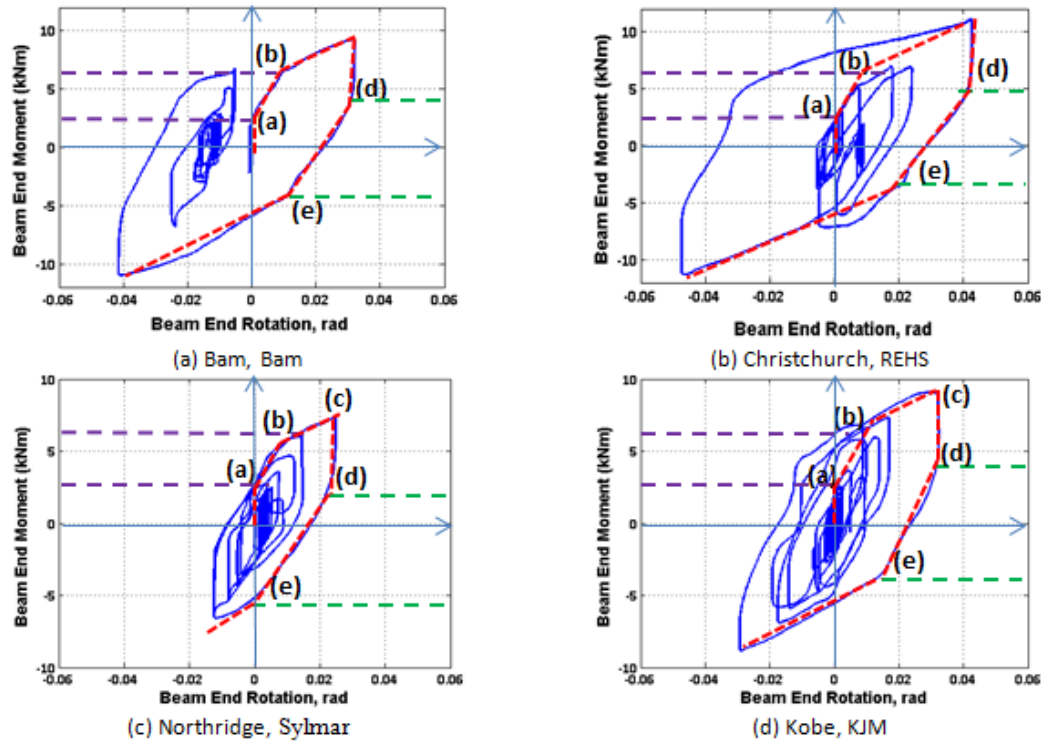 10
5
0
-5
-10
Beam End Moment (kNm)
(a)
(b)
(d)
(e)
-0.06
-0.04
-0.02
0
0.02
0.04
0.06
Beam End Rotation, rad
(a) Bam, Bam
10
5
0
-5
-10
Beam End Moment (kNm)
(a)
(b)
(d)
(e)
-0.06
-0.04
-0.02
0
0.02
0.04
0.06
Beam End Rotation, rad
(b) Christchurch, REHS
10
5
0
-5
-10
Beam End Moment (kNm)
(a)
(b)
(c)
(d)
(e)
-0.06
-0.04
-0.02
0
0.02
0.04
0.06
Beam End Rotation, rad
(c) Northridge, Sylmar
10
5
0
-5
-10
Beam End Moment (kNm)
(a)
(b)
(c)
(d)
(e)
-0.06
-0.04
-0.02
0
0.02
0.04
0.06
Beam End Rotation, rad
(d) Kobe, KJM